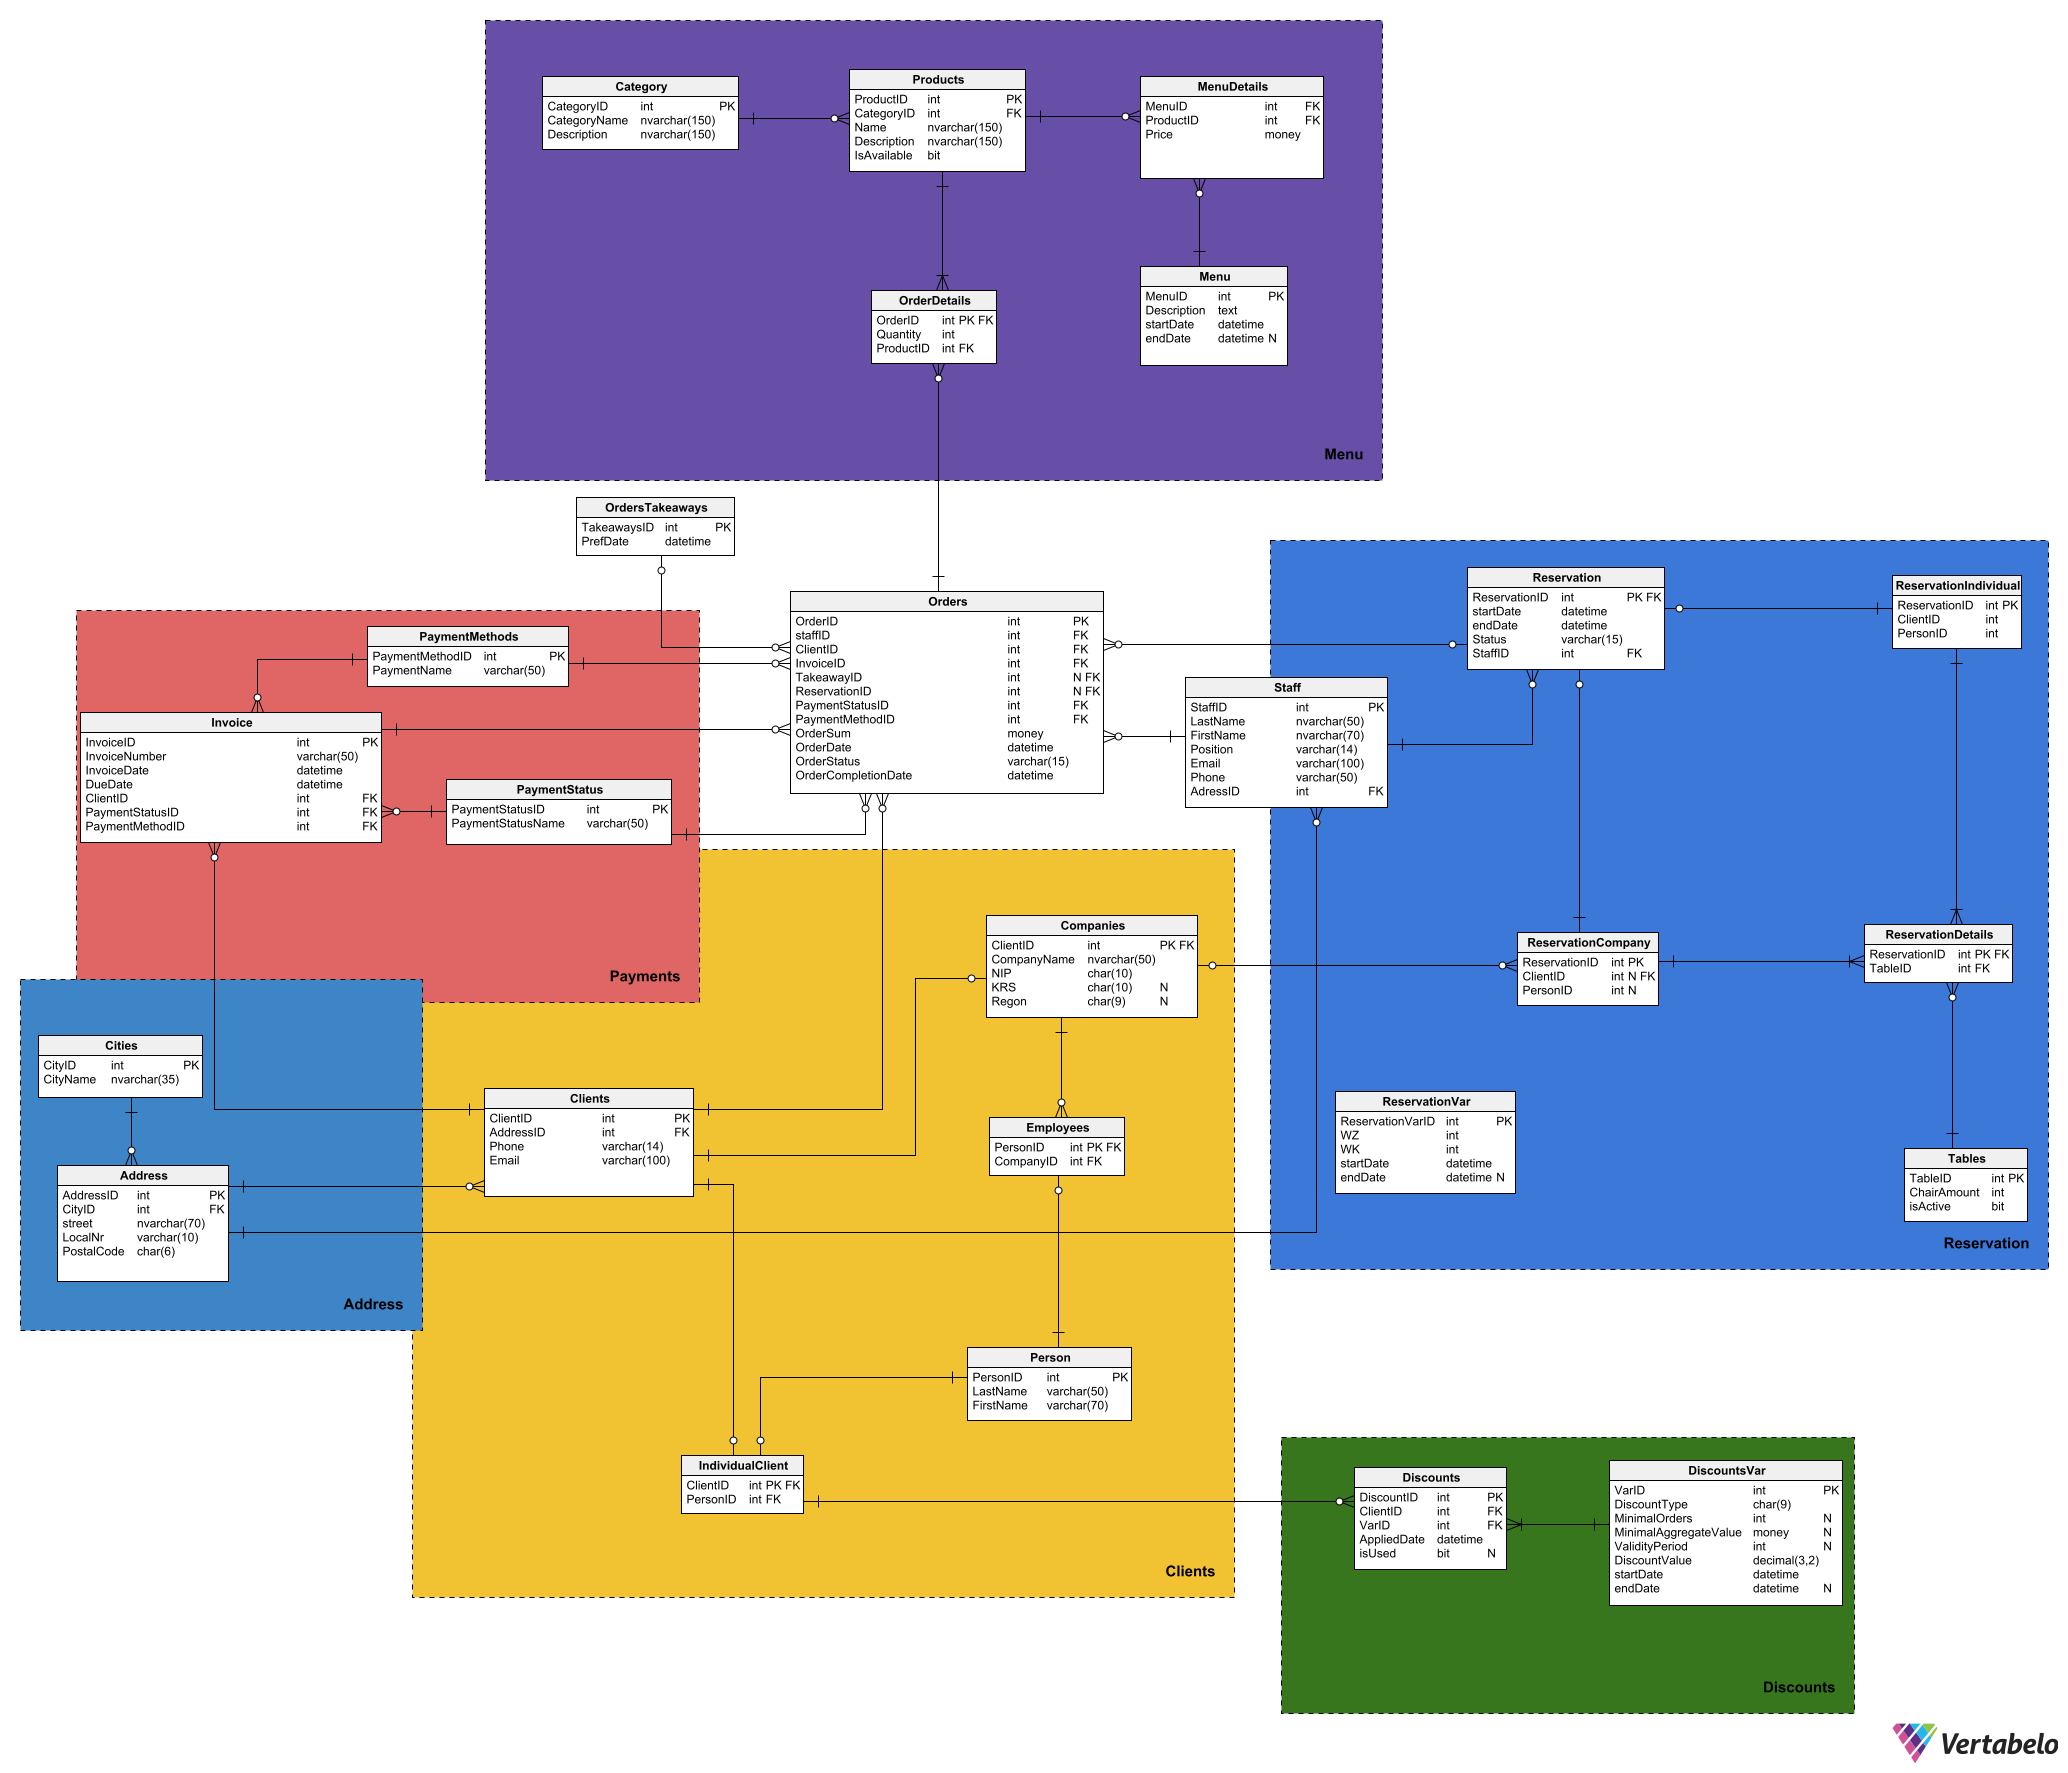 Category
CategoryID int PK
CategoryName nvarchar(150)
Description nvarchar(150)
Products
ProductID int PK
CategoryID int FK
Name nvarchar(150)
Description nvarchar(150)
IsAvailable bit
MenuDetails
MenuID int FK
ProductID int FK
Price money
OrderDetails
OrderID int PK FK
Quantity int
ProductID int FK
Menu
MenuID int PK
Description text
startDate datetime
endDate datetime N
Menu
OrdersTakeaways
TakeawaysID int PK
PrefDate datetime
Orders
OrderID int PK
staffID int FK
ClientID int FK
InvoiceID int FK
TakeawayID int N FK
ReservationID int N FK
PaymentStatusID int FK
PaymentMethodID int FK
OrderSum money
OrderDate datetime
OrderStatus varchar(15)
OrderCompletionDate datetime
PaymentMethods
PaymentMethodID int PK
PaymentName varchar(50)
Invoice
InvoiceID int PK
InvoiceNumber varchar(50)
InvoiceDate datetime
DueDate datetime
ClientID int FK
PaymentStatusID int FK
PaymentMethodID int FK
PaymentStatus
PaymentStatusID int PK
PaymentStatusName varchar(50)
Payments
Staff
StaffID int PK
LastName nvarchar(50)
FirstName nvarchar(70)
Position varchar(14)
Email varchar(100)
Phone varchar(50)
AdressID int FK
Reservation
ReservationID int PK FK
startDate datetime
endDate datetime
Status varchar(15)
StaffID int FK
ReservationIndividual
ReservationID int PK
ClientID int
PersonID int
ReservationCompany
ReservationID int PK
ClientID int N FK
PersonID int N
ReservationDetails
ReservationID int PK FK
TableID int FK
ReservationVar
ReservationVarID int PK
WZ int
WK int
startDate datetime
endDate datetime N
Tables
TableID int PK
ChairAmount int
isActive bit
Reservation
Cities
CityID int PK
CityName nvarchar(35)
Address
AddressID int PK
CityID int FK
street nvarchar(70)
LocalNr varchar(10)
PostalCode char(6)
Address
Companies
ClientID int PK FK
CompanyName nvarchar(50)
NIP char(10)
KRS char(10) N
Regon char(9) N
Clients
ClientID int PK
AddressID int FK
Phone varchar(14)
Email varchar(100)
Employees
PersonID int PK FK
CompanyID int FK
Person
PersonID int PK
LastName varchar(50)
FirstName varchar(70)
IndividualClient
ClientID int PK FK
PersonID int FK
Clients
Discounts
DiscountID int PK
ClientID int FK
VarID int FK
AppliedDate datetime
isUsed bit N
DiscountsVar
VarID int PK
DiscountType char(9)
MinimalOrders int N
MinimalAggregateValue money N
ValidityPeriod int N
DiscountValue decimal(3,2)
startDate datetime
endDate datetime N
Discounts
Vertabelo